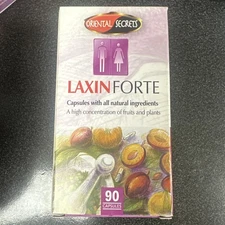 ORIENTAL SECRETS
LAXINFORTE
Capsules with all natural ingredients
A high concentration of fruits and plants
90
CAPSULES